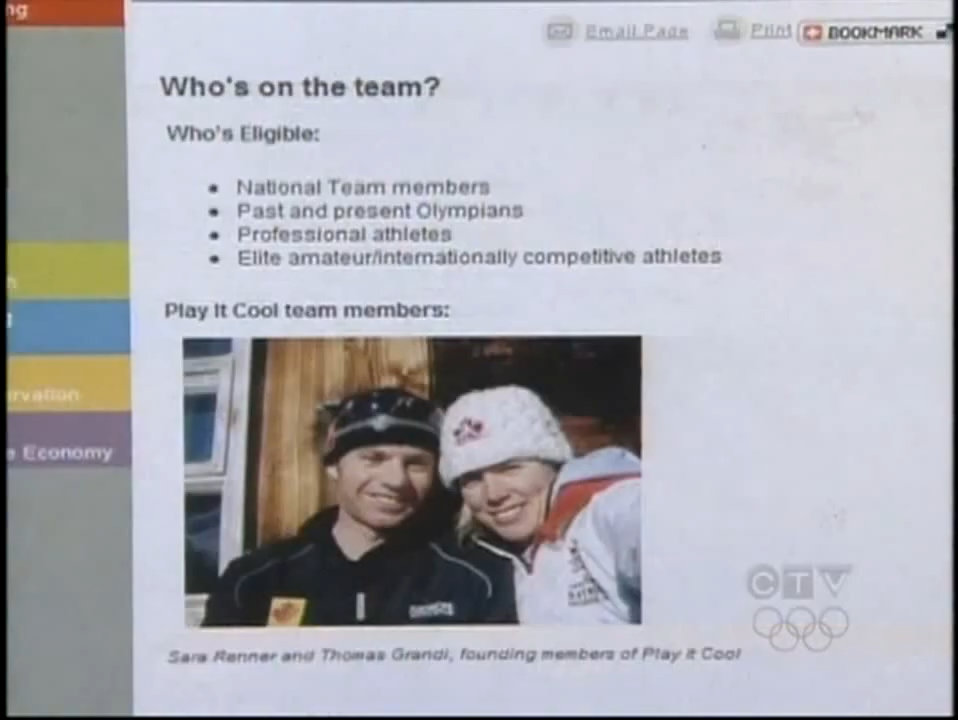 ng
Email Page Print BOOKMARK
Who's on the team?
Who's Eligible:
• National Team members
• Past and present Olympians
• Professional athletes
• Elite amateur/internationally competitive athletes
Play It Cool team members:
rvation
e Economy
CTV
Sara Renner and Thomas Grandi, founding members of Play It Cool